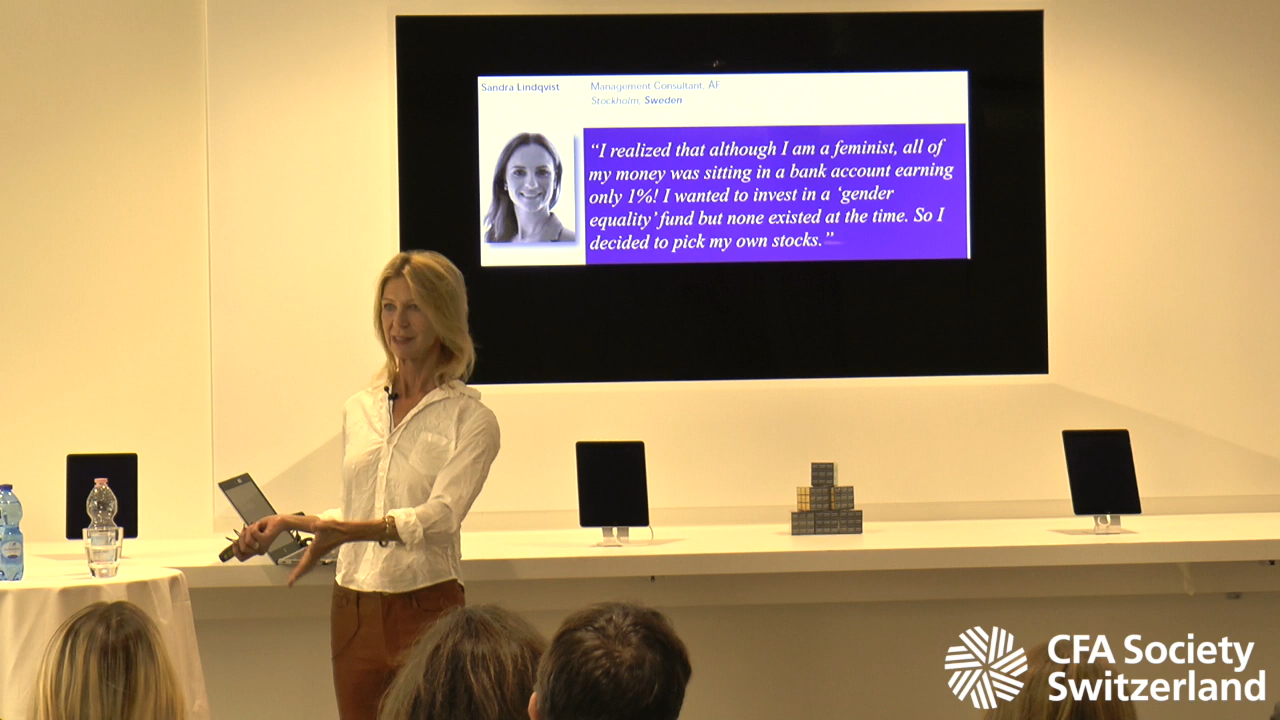 Sandra Lindqvist
Management Consultant, ÅF
Stockholm, Sweden
“I realized that although I am a feminist, all of
my money was sitting in a bank account earning
only 1%! I wanted to invest in a ‘gender
equality’ fund but none existed at the time. So I
decided to pick my own stocks.”
CFA Society
Switzerland